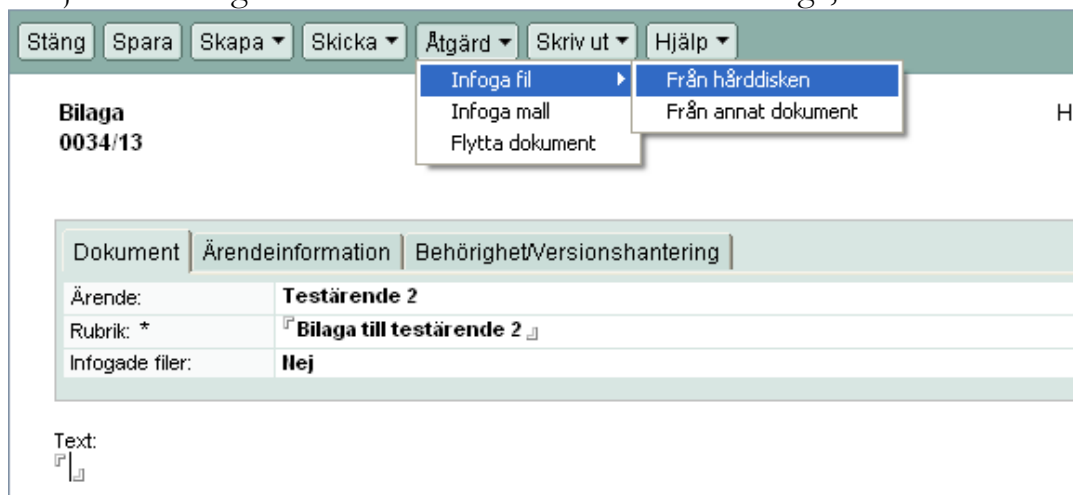 Stäng Spara Skapa Skicka Åtgärd Skriv ut Hjälp
Infoga fil Från hårddisken
Bilaga Infoga mall Från annat dokument H
0034/13 Flytta dokument
Dokument Ärendeinformation Behörighet/Versionshantering
Ärende: Testärende 2
Rubrik: * Bilaga till testärende 2
Infogade filer: Nej
Text: